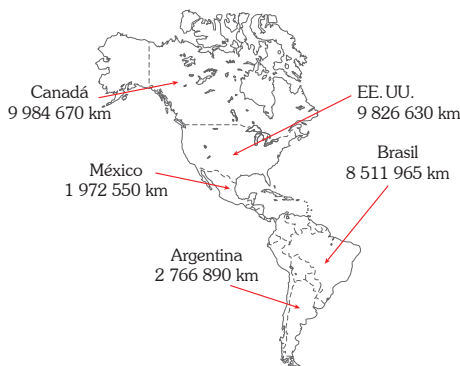 Canadá
9 984 670 km
EE. UU.
9 826 630 km
Brasil
8 511 965 km
México
1 972 550 km
Argentina
2 766 890 km